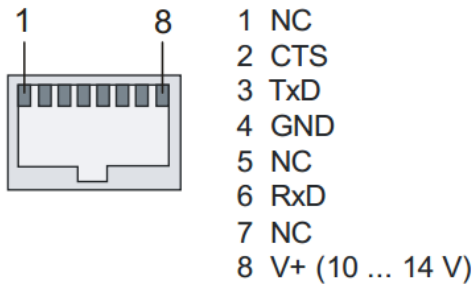 1 8
1 NC
2 CTS
3 TxD
4 GND
5 NC
6 RxD
7 NC
8 V+ (10 ... 14 V)